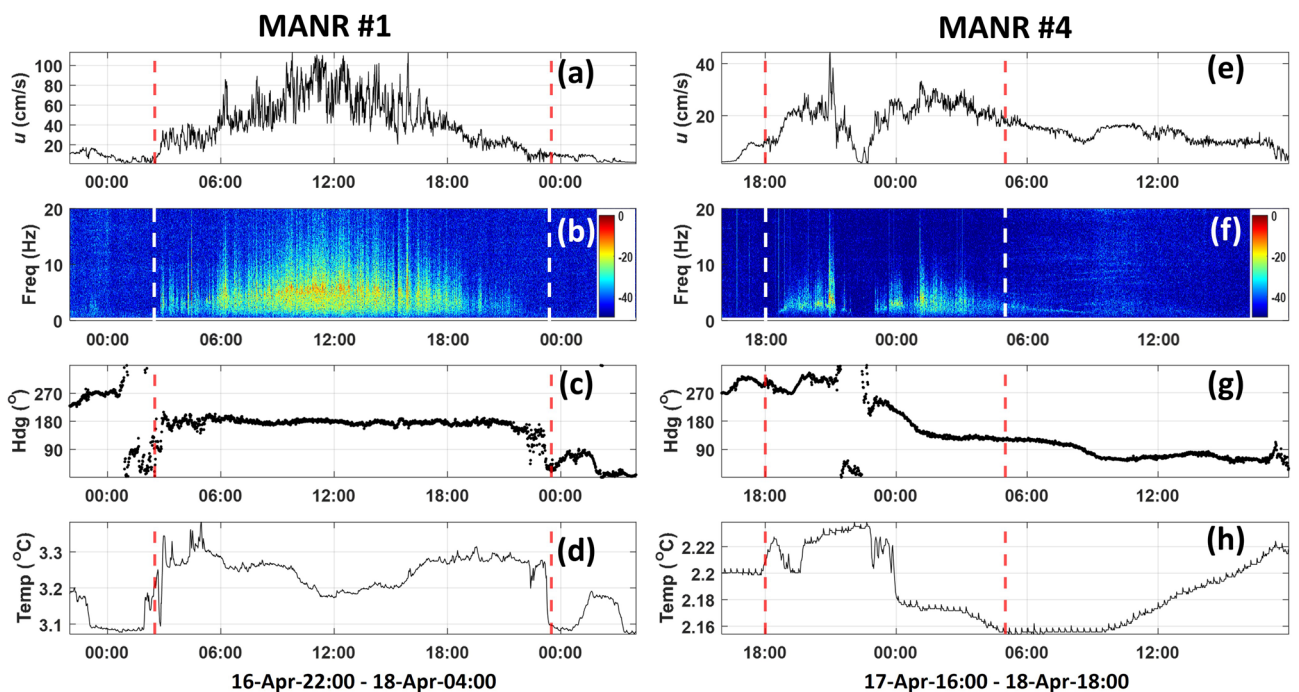 MANR #1
MANR #4
u (cm/s)
100
80
60
40
20
(a)
00:00 06:00 12:00 18:00 00:00
u (cm/s)
40
20
(e)
18:00 00:00 06:00 12:00
Freq (Hz)
20
10
0
(b)
0
-20
-40
00:00 06:00 12:00 18:00 00:00
Freq (Hz)
20
10
0
(f)
0
-20
-40
18:00 00:00 06:00 12:00
Hdg (°)
270
180
90
(c)
00:00 06:00 12:00 18:00 00:00
Hdg (°)
270
180
90
(g)
18:00 00:00 06:00 12:00
Temp (°C)
3.3
3.2
3.1
(d)
00:00 06:00 12:00 18:00 00:00
Temp (°C)
2.22
2.2
2.18
2.16
(h)
18:00 00:00 06:00 12:00
16-Apr-22:00 - 18-Apr-04:00
17-Apr-16:00 - 18-Apr-18:00